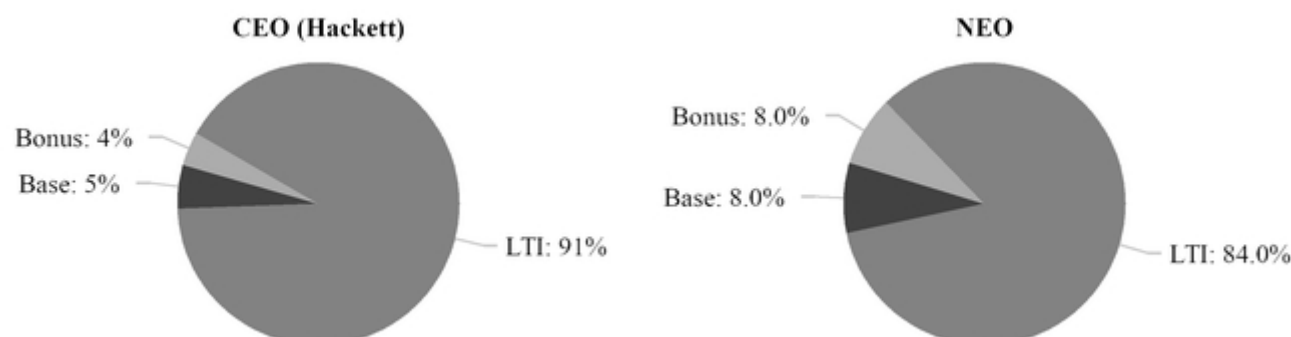 CEO (Hackett)
Bonus: 4%
Base: 5%
LTI: 91%
NEO
Bonus: 8.0%
Base: 8.0%
LTI: 84.0%